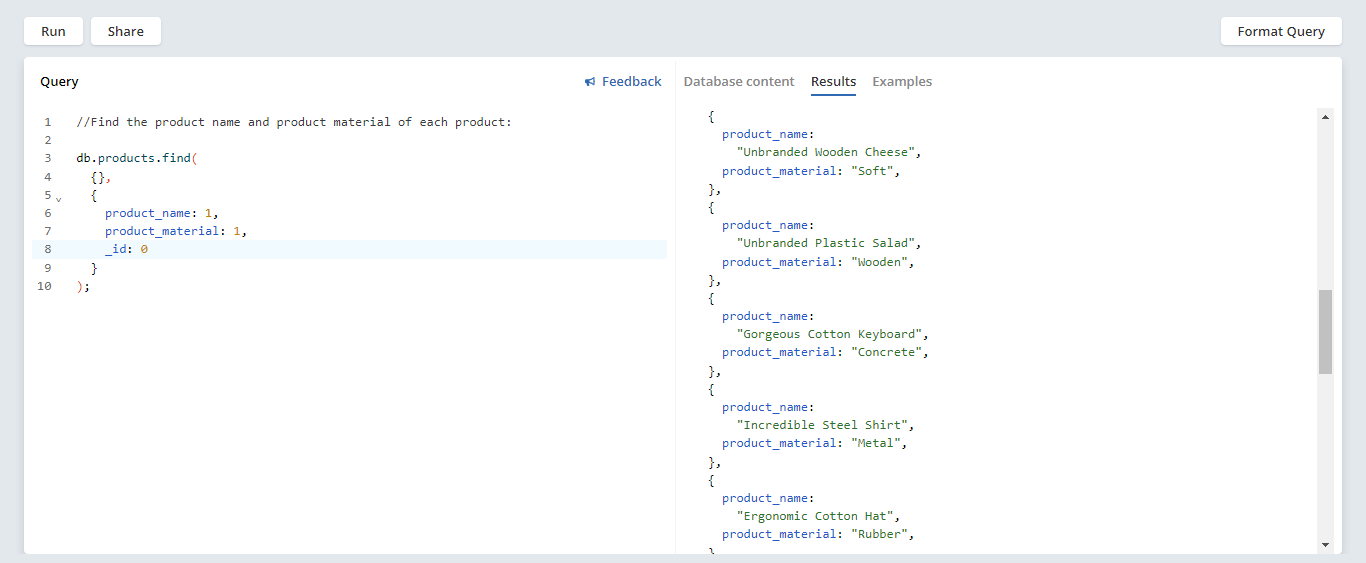 Run Share Format Query
Query Feedback
1 //Find the product name and product material of each product:
2
3 db.products.find(
4 {},
5 {
6 product_name: 1,
7 product_material: 1,
8 _id: 0
9 }
10 );
Database content Results Examples
{
product_name:
"Unbranded Wooden Cheese",
product_material: "Soft",
},
{
product_name:
"Unbranded Plastic Salad",
product_material: "Wooden",
},
{
product_name:
"Gorgeous Cotton Keyboard",
product_material: "Concrete",
},
{
product_name:
"Incredible Steel Shirt",
product_material: "Metal",
},
{
product_name:
"Ergonomic Cotton Hat",
product_material: "Rubber",
}